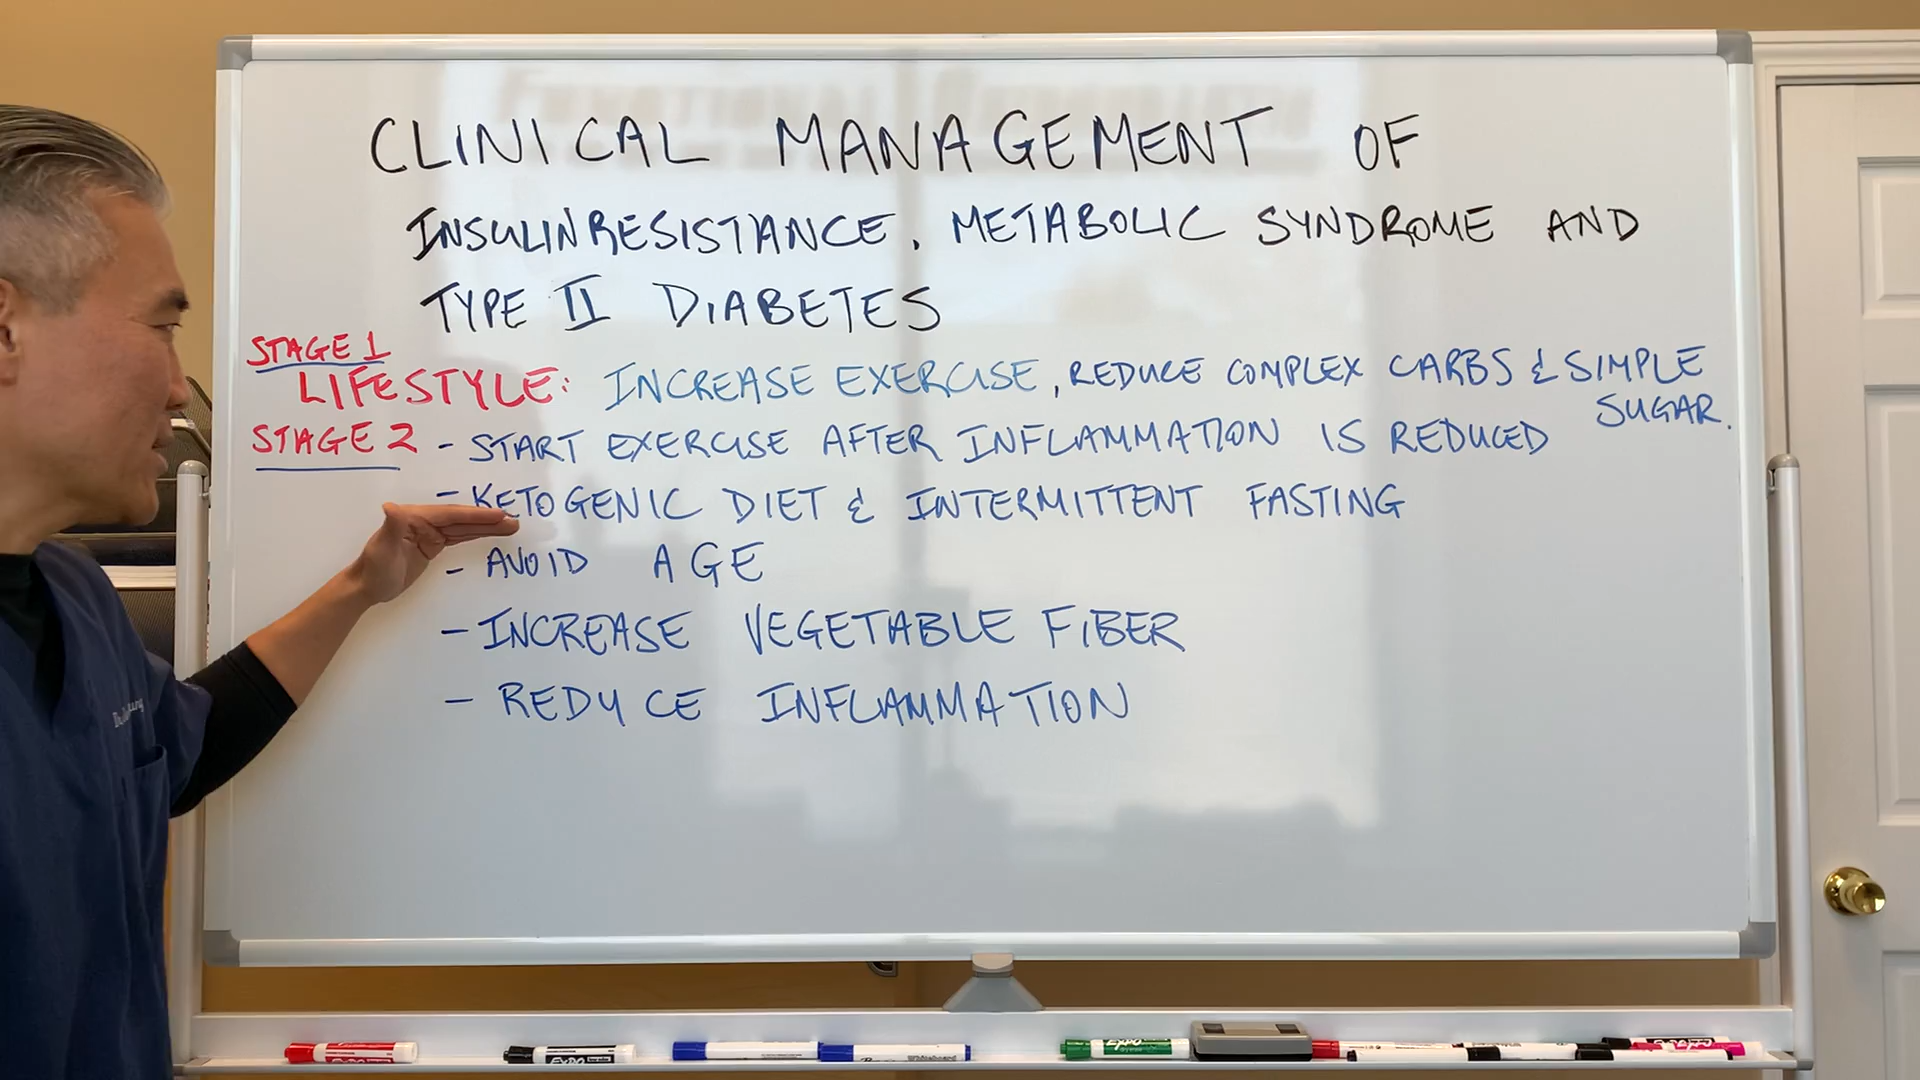 CLINICAL MANAGEMENT OF
INSULIN RESISTANCE, METABOLIC SYNDROME AND
TYPE II DIABETES
STAGE 1
LIFESTYLE: INCREASE EXERCISE, REDUCE COMPLEX CARBS & SIMPLE
SUGAR.
STAGE 2 - START EXERCISE AFTER INFLAMMATION IS REDUCED
- KETOGENIC DIET & INTERMITTENT FASTING
- AVOID AGE
- INCREASE VEGETABLE FIBER
- REDUCE INFLAMMATION
EXPO
EXPO